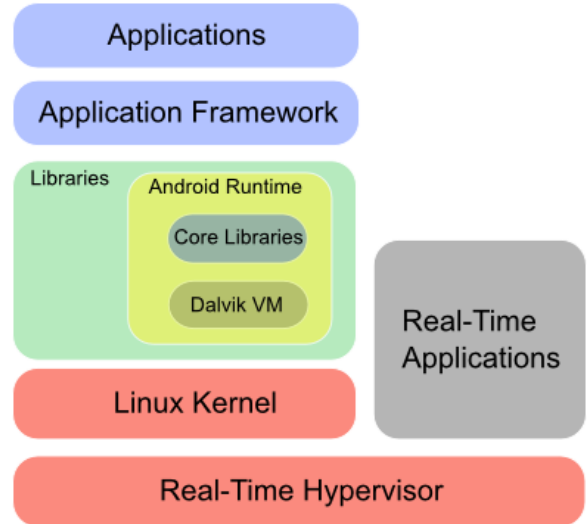 Applications
Application Framework
Libraries
Android Runtime
Core Libraries
Dalvik VM
Real-Time
Applications
Linux Kernel
Real-Time Hypervisor